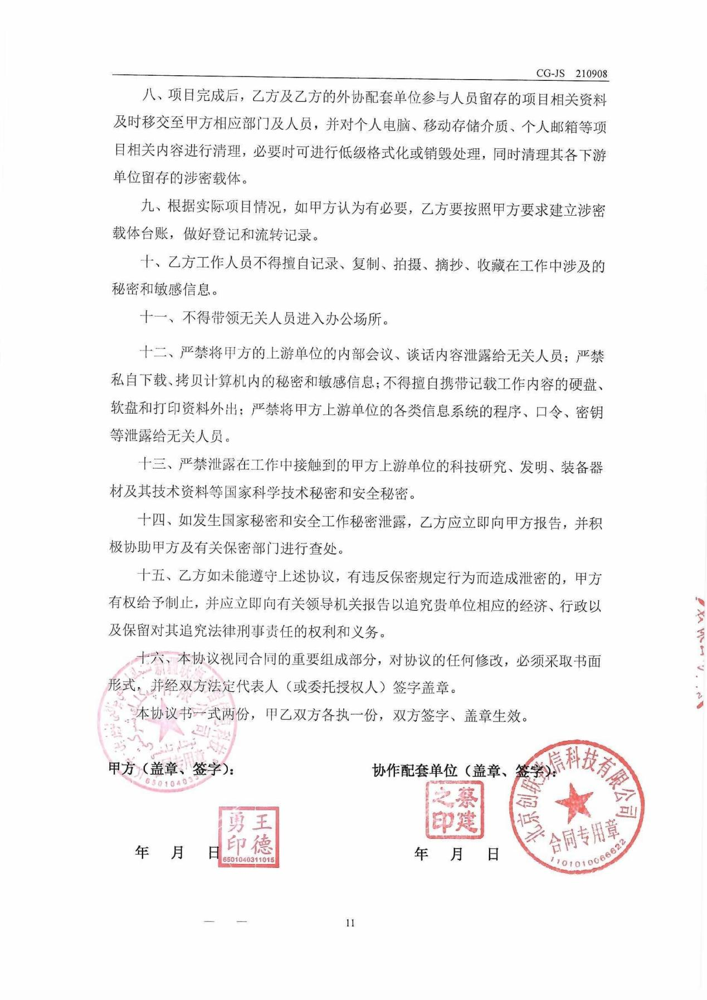 CG-JS 210908
八、项目完成后，乙方及乙方的外协配套单位参与人员留存的项目相关资料
及时移交至甲方相应部门及人员，并对个人电脑、移动存储介质、个人邮箱等项
目相关内容进行清理，必要时可进行低级格式化或销毁处理，同时清理其各下游
单位留存的涉密载体。
九、根据实际项目情况，如甲方认为有必要，乙方要按照甲方要求建立涉密
载体台账，做好登记和流转记录。
十、乙方工作人员不得擅自记录、复制、拍摄、摘抄、收藏在工作中涉及的
秘密和敏感信息。
十一、不得带领无关人员进入办公场所。
十二、严禁将甲方的上游单位的内部会议、谈话内容泄露给无关人员；严禁
私自下载、拷贝计算机内的秘密和敏感信息；不得擅自携带记载工作内容的硬盘、
软盘和打印资料外出；严禁将甲方上游单位的各类信息系统的程序、口令、密钥
等泄露给无关人员。
十三、严禁泄露在工作中接触到的甲方上游单位的科技研究、发明、装备器
材及其技术资料等国家科学技术秘密和安全秘密。
十四、如发生国家秘密和安全工作秘密泄露，乙方应立即向甲方报告，并积
极协助甲方及有关保密部门进行查处。
十五、乙方如未能遵守上述协议，有违反保密规定行为而造成泄密的，甲方
有权给予制止，并应立即向有关领导机关报告以追究贵单位相应的经济、行政以
及保留对其追究法律刑事责任的权利和义务。
十六、本协议视同合同的重要组成部分，对协议的任何修改，必须采取书面
形式，并经双方法定代表人（或委托授权人）签字盖章。
本协议书一式两份，甲乙双方各执一份，双方签字、盖章生效。
甲方（盖章、签字）：
协作配套单位（盖章、签字）：
北京创联致信科技有限公司
合同专用章
1101010066622
蔡建之印
王德勇印
6501040311015
年 月 日
年 月 日
11